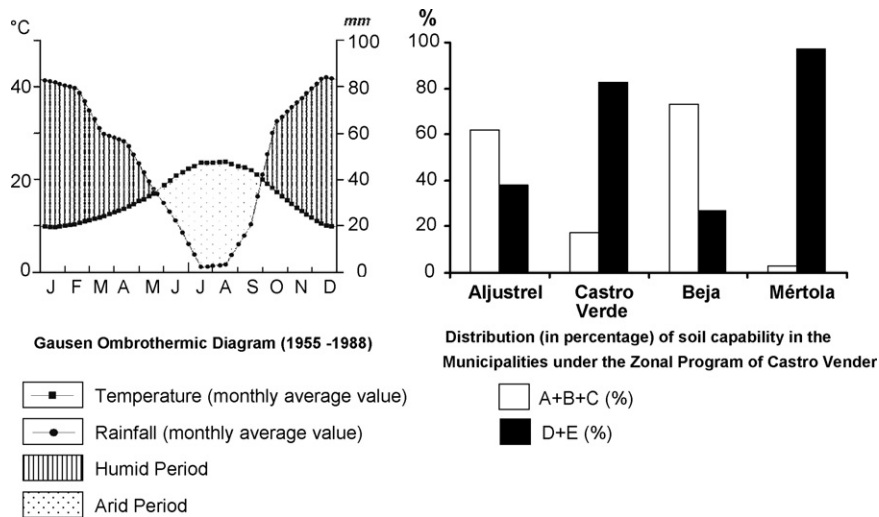 °C
mm
100
80
60
40
20
0
40
20
0
J F M A M J J A S O N D
Gausen Ombrothermic Diagram (1955 -1988)
Temperature (monthly average value)
Rainfall (monthly average value)
Humid Period
Arid Period
%
100
80
60
40
20
0
Aljustrel
Castro
Verde
Beja
Mértola
Distribution (in percentage) of soil capability in the
Municipalities under the Zonal Program of Castro Vender
A+B+C (%)
D+E (%)